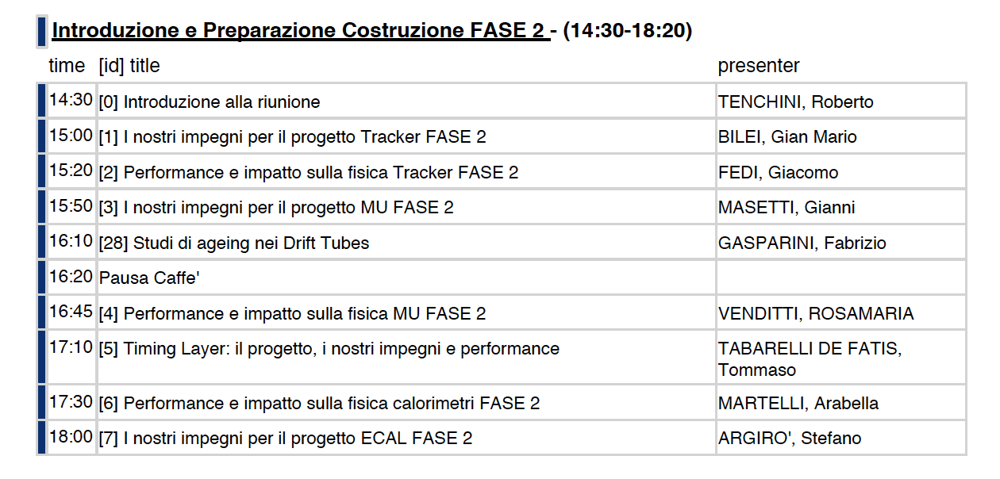 Introduzione e Preparazione Costruzione FASE 2 - (14:30-18:20)
time [id] title presenter
14:30 [0] Introduzione alla riunione TENCHINI, Roberto
15:00 [1] I nostri impegni per il progetto Tracker FASE 2 BILEI, Gian Mario
15:20 [2] Performance e impatto sulla fisica Tracker FASE 2 FEDI, Giacomo
15:50 [3] I nostri impegni per il progetto MU FASE 2 MASETTI, Gianni
16:10 [28] Studi di ageing nei Drift Tubes GASPARINI, Fabrizio
16:20 Pausa Caffe'
16:45 [4] Performance e impatto sulla fisica MU FASE 2 VENDITTI, ROSAMARIA
17:10 [5] Timing Layer: il progetto, i nostri impegni e performance TABARELLI DE FATIS,
Tommaso
17:30 [6] Performance e impatto sulla fisica calorimetri FASE 2 MARTELLI, Arabella
18:00 [7] I nostri impegni per il progetto ECAL FASE 2 ARGIRO', Stefano